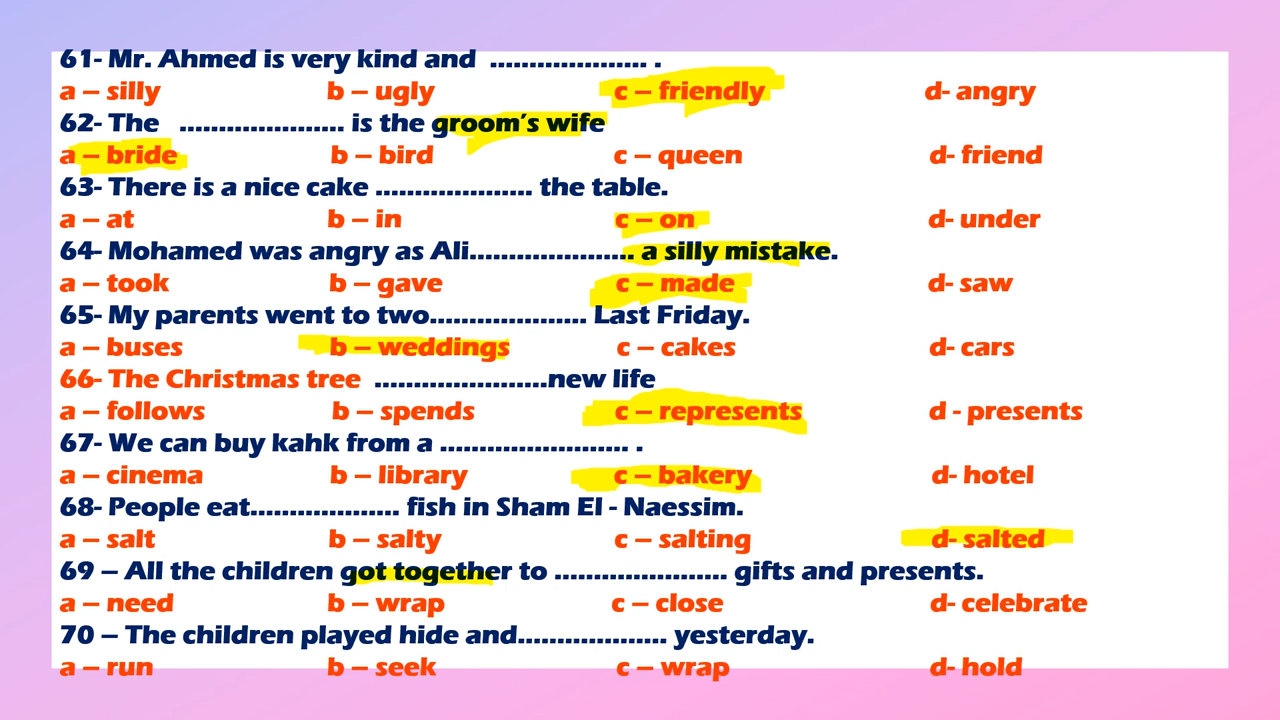 61- Mr. Ahmed is very kind and .................... .
a – silly b – ugly c – friendly d- angry
62- The ..................... is the groom's wife
a – bride b – bird c – queen d- friend
63- There is a nice cake .................... the table.
a – at b – in c – on d- under
64- Mohamed was angry as Ali..................... a silly mistake.
a – took b – gave c – made d- saw
65- My parents went to two.................... Last Friday.
a – buses b – weddings c – cakes d- cars
66- The Christmas tree ......................new life
a – follows b – spends c – represents d - presents
67- We can buy kahk from a ........................ .
a – cinema b – library c – bakery d- hotel
68- People eat................... fish in Sham El - Naessim.
a – salt b – salty c – salting d- salted
69 – All the children got together to ...................... gifts and presents.
a – need b – wrap c – close d- celebrate
70 – The children played hide and................... yesterday.
a – run b – seek c – wrap d- hold